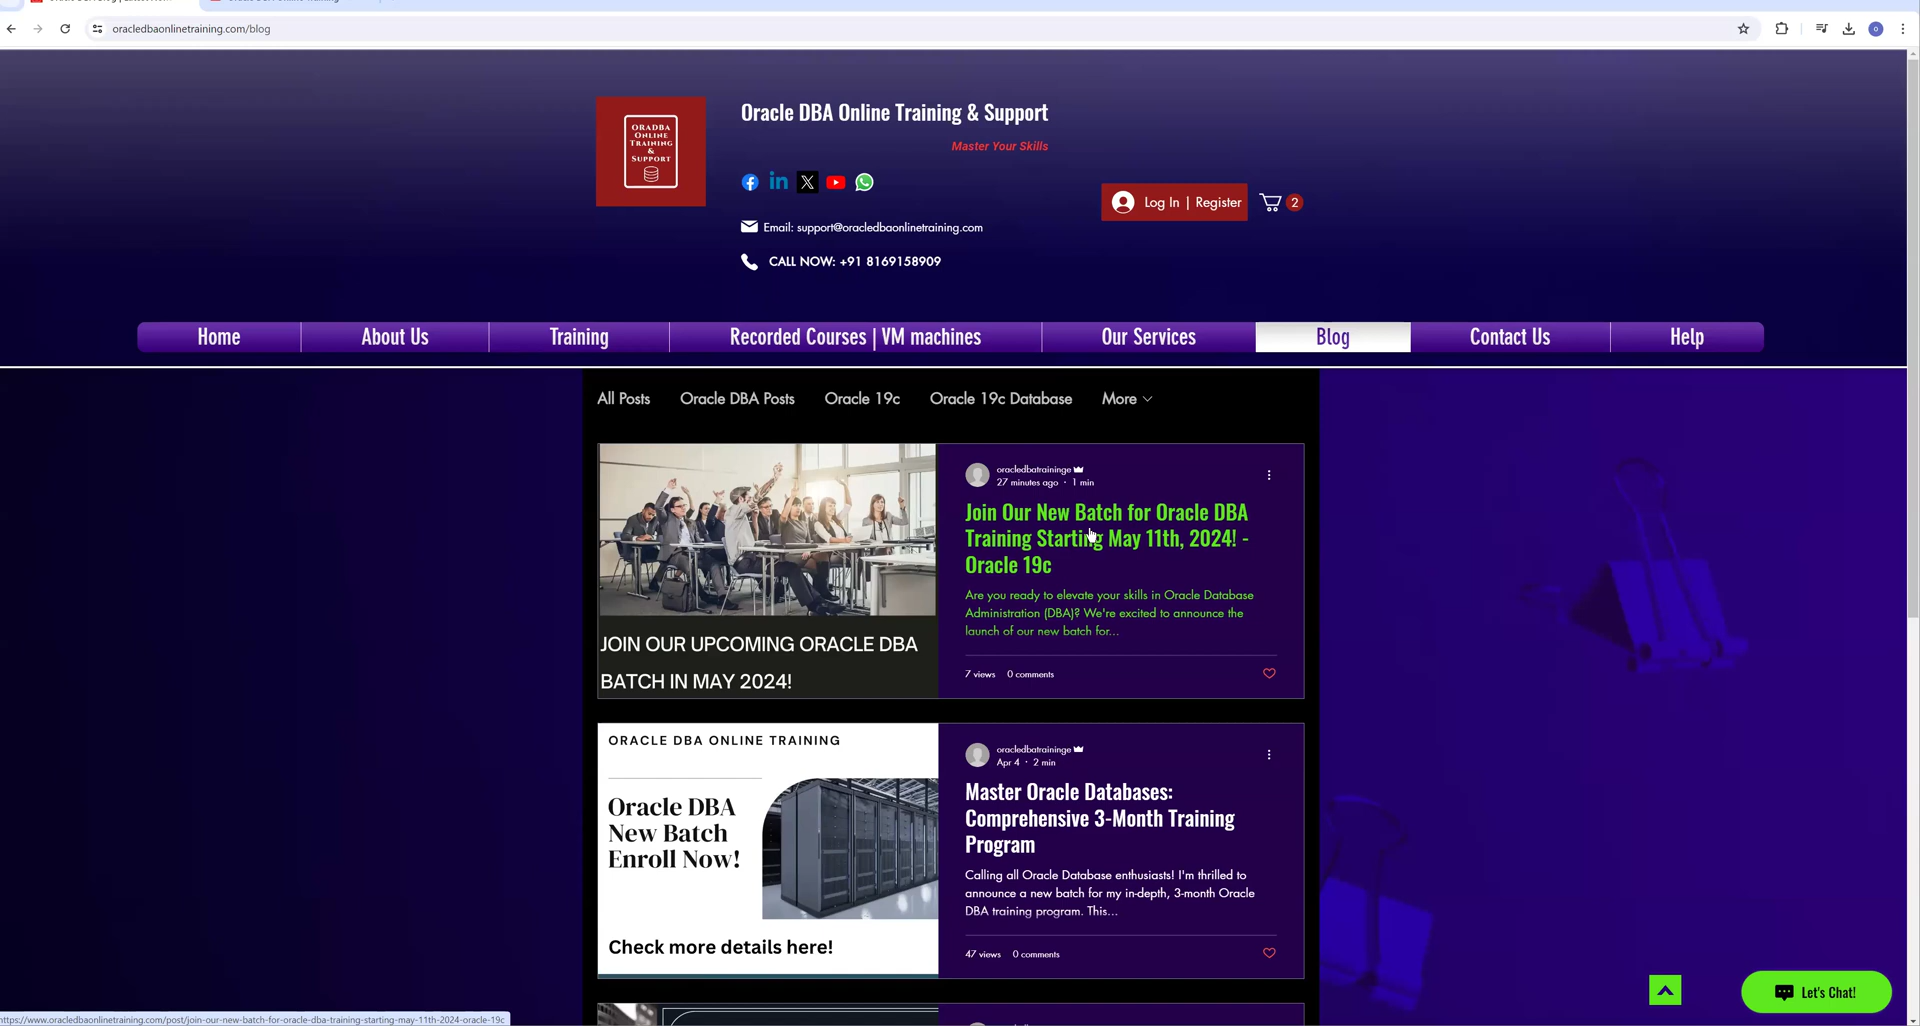 oracledbaonlinetraining.com/blog
ORADBA
ONLINE
TRAINING
&
SUPPORT
Oracle DBA Online Training & Support
Master Your Skills
Email: support@oracledbaonlinetraining.com
CALL NOW: +91 8169158909
Log In | Register
2
Home About Us Training Recorded Courses | VM machines Our Services Blog Contact Us Help
All Posts Oracle DBA Posts Oracle 19c Oracle 19c Database More
oracledbatraininge
27 minutes ago · 1 min
Join Our New Batch for Oracle DBA
Training Starting May 11th, 2024! -
Oracle 19c
Are you ready to elevate your skills in Oracle Database
Administration (DBA)? We're excited to announce the
launch of our new batch for...
7 views 0 comments
JOIN OUR UPCOMING ORACLE DBA
BATCH IN MAY 2024!
ORACLE DBA ONLINE TRAINING
Oracle DBA
New Batch
Enroll Now!
Check more details here!
oracledbatraininge
Apr 4 · 2 min
Master Oracle Databases:
Comprehensive 3-Month Training
Program
Calling all Oracle Database enthusiasts! I'm thrilled to
announce a new batch for my in-depth, 3-month Oracle
DBA training program. This...
47 views 0 comments
Let's Chat!
https://www.oracledbaonlinetraining.com/post/join-our-new-batch-for-oracle-dba-training-starting-may-11th-2024-oracle-19c